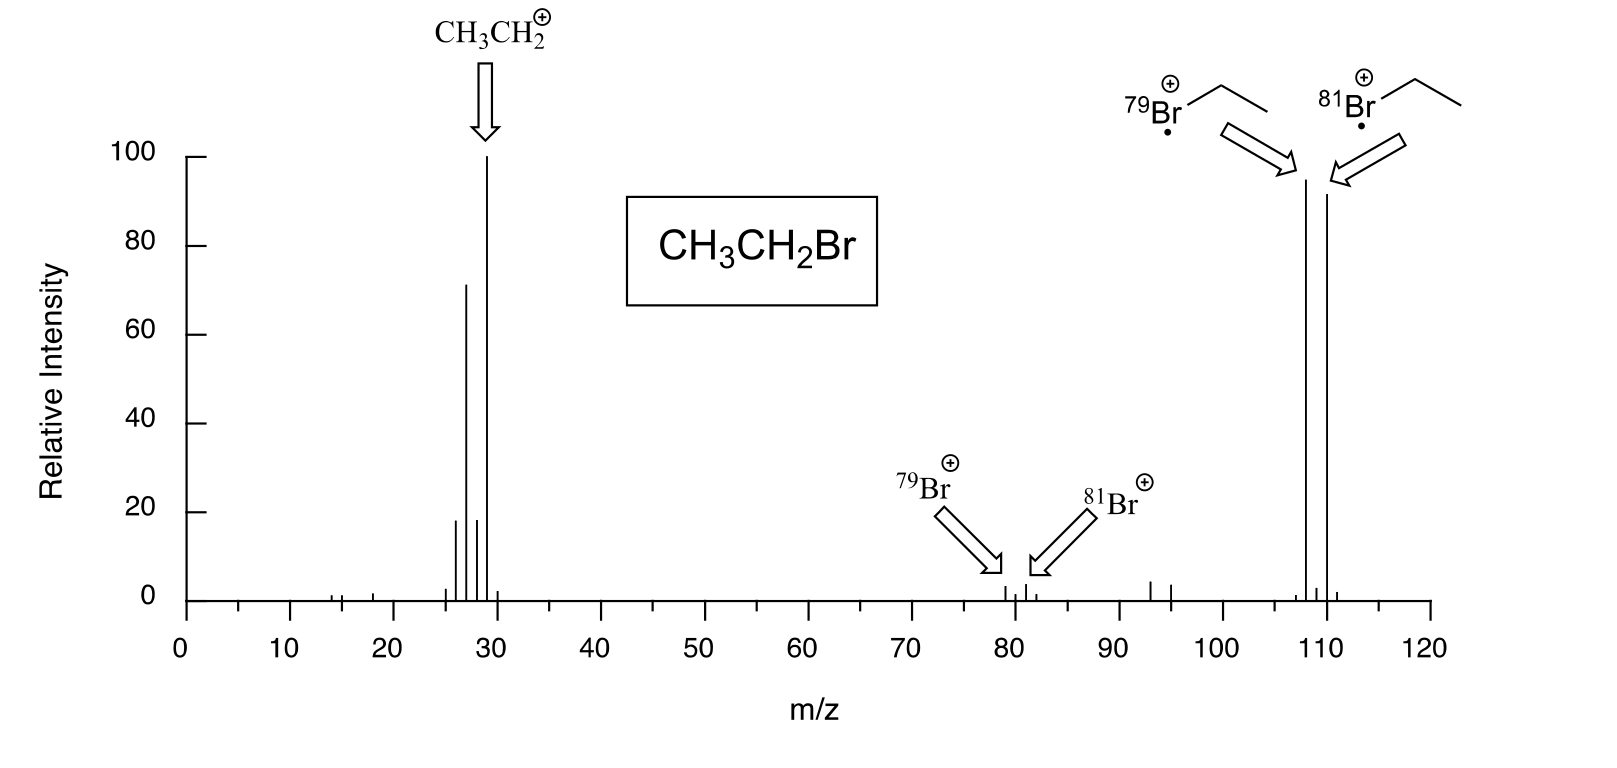 CH₃CH₂⊕
⁷⁹Br⊕•
⁸¹Br⊕•
100
80
60
40
20
0
Relative Intensity
CH₃CH₂Br
⁷⁹Br⊕
⁸¹Br⊕
0 10 20 30 40 50 60 70 80 90 100 110 120
m/z